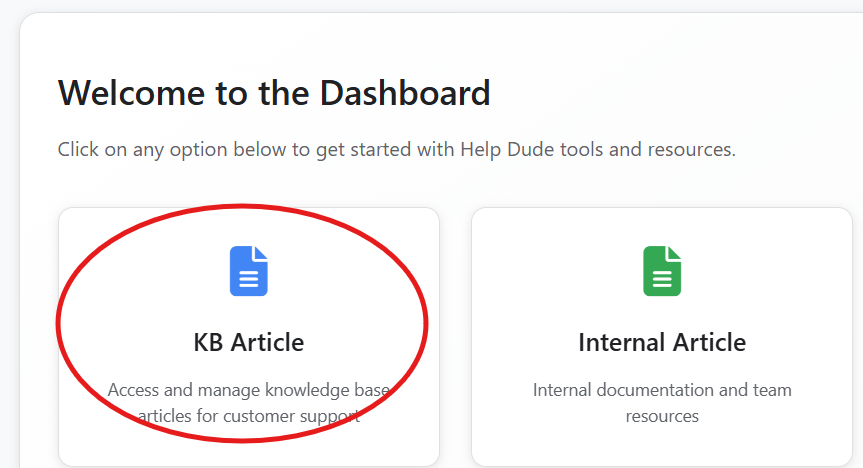 Welcome to the Dashboard
Click on any option below to get started with Help Dude tools and resources.
KB Article
Access and manage knowledge base
articles for customer support
Internal Article
Internal documentation and team
resources